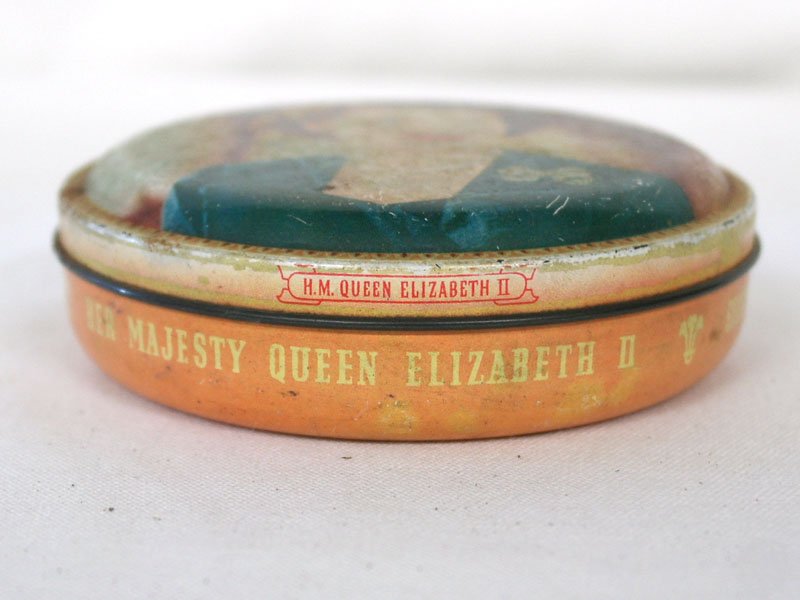 H.M. QUEEN ELIZABETH II
HER MAJESTY QUEEN ELIZABETH II